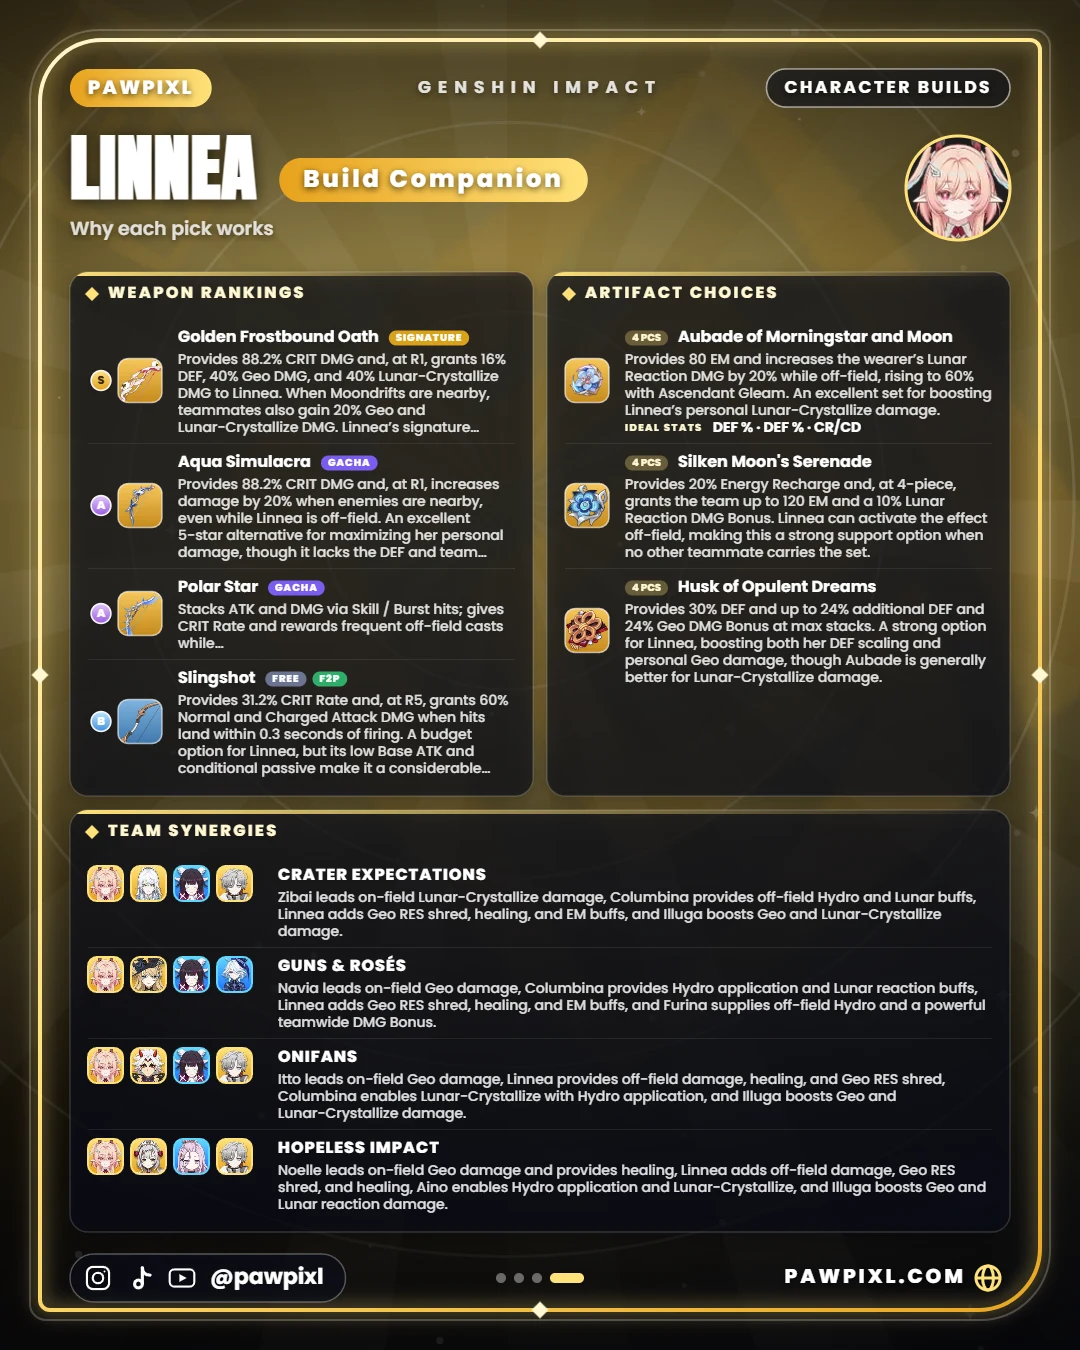 PAWPIXL
GENSHIN IMPACT
CHARACTER BUILDS
LINNEA
Build Companion
Why each pick works
WEAPON RANKINGS
Golden Frostbound Oath SIGNATURE
S
Provides 88.2% CRIT DMG and, at R1, grants 16%
DEF, 40% Geo DMG, and 40% Lunar-Crystallize
DMG to Linnea. When Moondrifts are nearby,
teammates also gain 20% Geo and
Lunar-Crystallize DMG. Linnea’s signature…
Aqua Simulacra GACHA
A
Provides 88.2% CRIT DMG and, at R1, increases
damage by 20% when enemies are nearby,
even while Linnea is off-field. An excellent
5-star alternative for maximizing her personal
damage, though it lacks the DEF and team…
Polar Star GACHA
A
Stacks ATK and DMG via Skill / Burst hits; gives
CRIT Rate and rewards frequent off-field casts
while…
Slingshot FREE F2P
B
Provides 31.2% CRIT Rate and, at R5, grants 60%
Normal and Charged Attack DMG when hits
land within 0.3 seconds of firing. A budget
option for Linnea, but its low Base ATK and
conditional passive make it a considerable…
ARTIFACT CHOICES
4PCS Aubade of Morningstar and Moon
Provides 80 EM and increases the wearer’s Lunar
Reaction DMG by 20% while off-field, rising to 60%
with Ascendant Gleam. An excellent set for boosting
Linnea’s personal Lunar-Crystallize damage.
IDEAL STATS DEF% · DEF% · CR/CD
4PCS Silken Moon's Serenade
Provides 20% Energy Recharge and, at 4-piece,
grants the team up to 120 EM and a 10% Lunar
Reaction DMG Bonus. Linnea can activate the effect
off-field, making this a strong support option when
no other teammate carries the set.
4PCS Husk of Opulent Dreams
Provides 30% DEF and up to 24% additional DEF and
24% Geo DMG Bonus at max stacks. A strong option
for Linnea, boosting both her DEF scaling and
personal Geo damage, though Aubade is generally
better for Lunar-Crystallize damage.
TEAM SYNERGIES
CRATER EXPECTATIONS
Zibai leads on-field Lunar-Crystallize damage, Columbina provides off-field Hydro and Lunar buffs,
Linnea adds Geo RES shred, healing, and EM buffs, and Illuga boosts Geo and Lunar-Crystallize
damage.
GUNS & ROSÉS
Navia leads on-field Geo damage, Columbina provides Hydro application and Lunar reaction buffs,
Linnea adds Geo RES shred, healing, and EM buffs, and Furina supplies off-field Hydro and a powerful
teamwide DMG Bonus.
ONIFANS
Itto leads on-field Geo damage, Linnea provides off-field damage, healing, and Geo RES shred,
Columbina enables Lunar-Crystallize with Hydro application, and Illuga boosts Geo and
Lunar-Crystallize damage.
HOPELESS IMPACT
Noelle leads on-field Geo damage and provides healing, Linnea adds off-field damage, Geo RES
shred, and healing, Aino enables Hydro application and Lunar-Crystallize, and Illuga boosts Geo and
Lunar reaction damage.
@pawpixl
PAWPIXL.COM